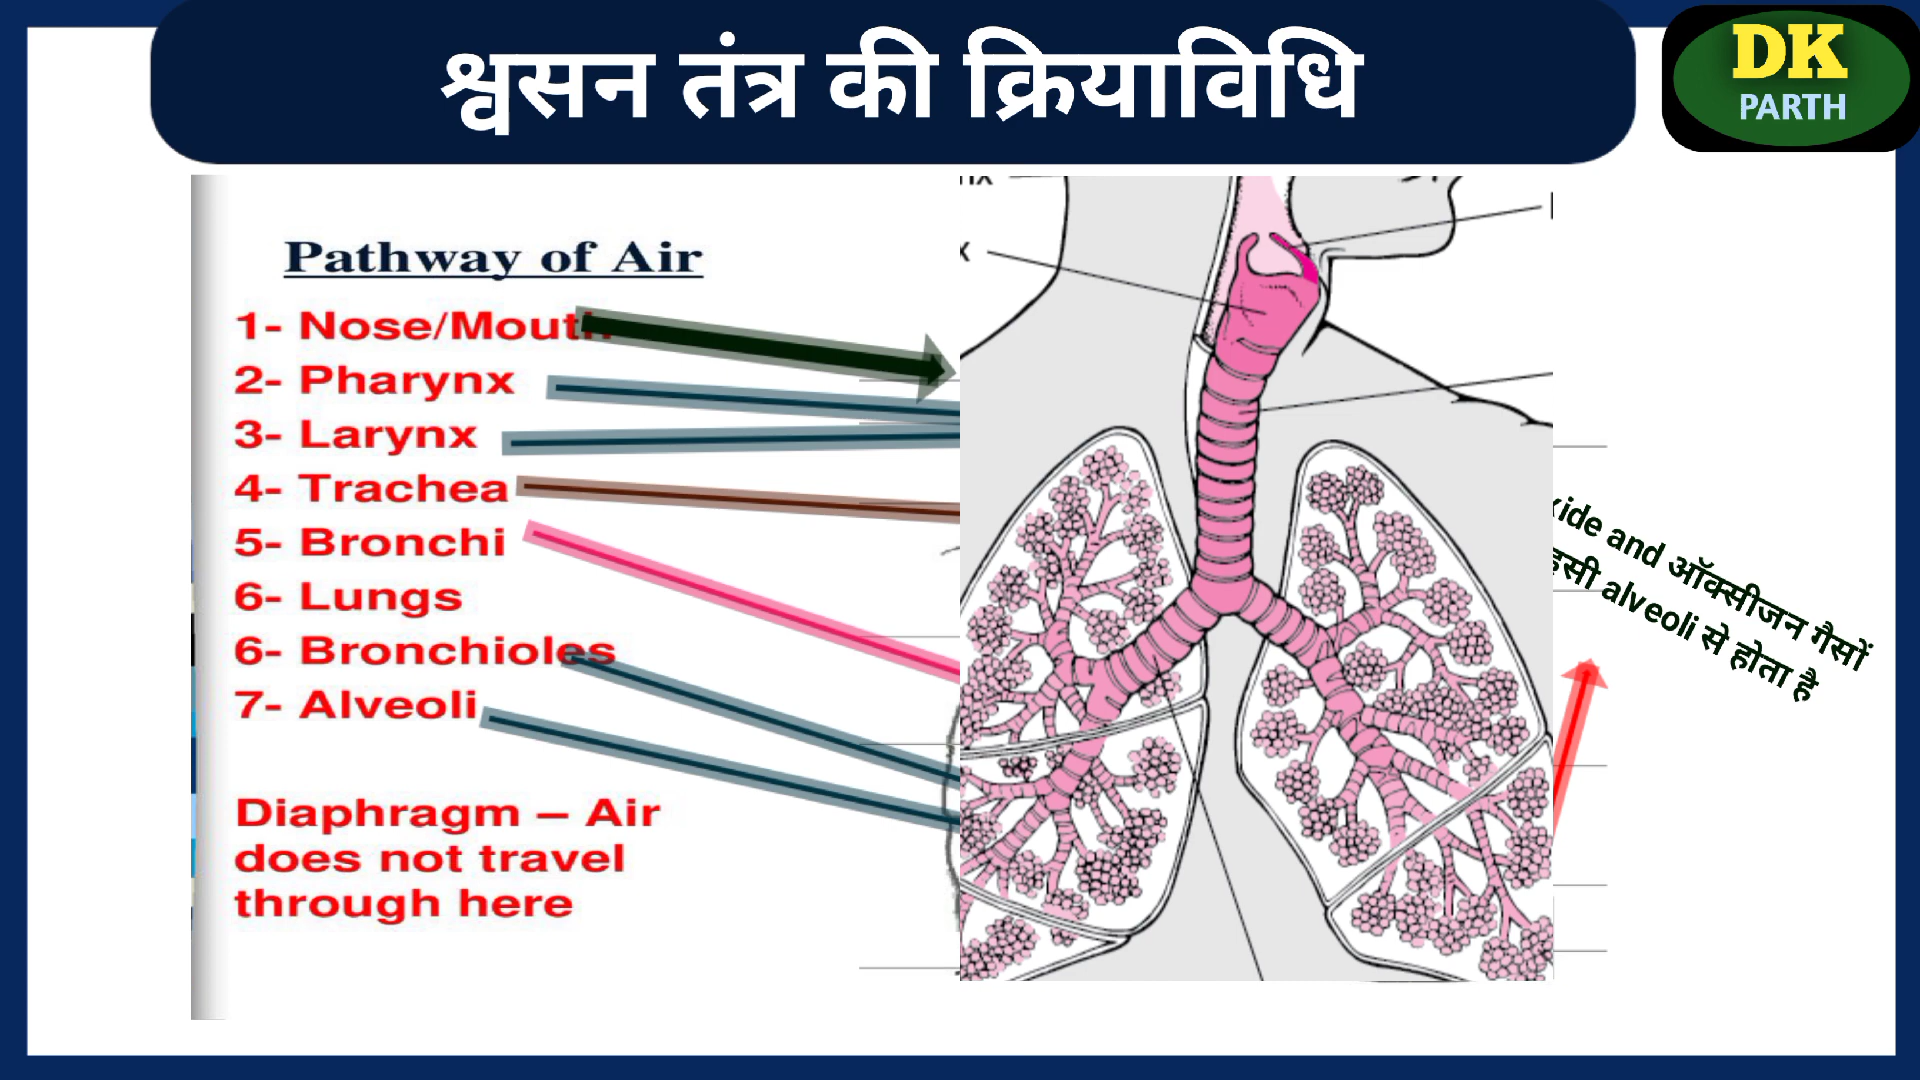 श्वसन तंत्र की क्रियाविधि
DK
PARTH
Pathway of Air
1- Nose/Mouth
2- Pharynx
3- Larynx
4- Trachea
5- Bronchi
6- Lungs
6- Bronchioles
7- Alveoli
Diaphragm – Air
does not travel
through here
and ऑक्सीजन गैसों
alveoli से होता है